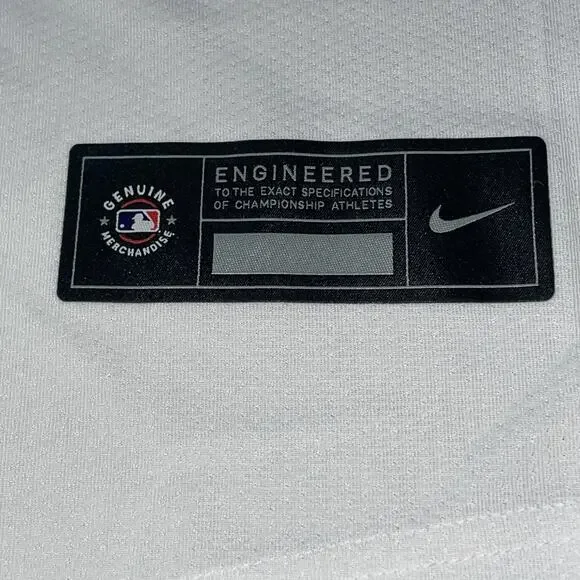 GENUINE
MERCHANDISE
ENGINEERED
TO THE EXACT SPECIFICATIONS
OF CHAMPIONSHIP ATHLETES